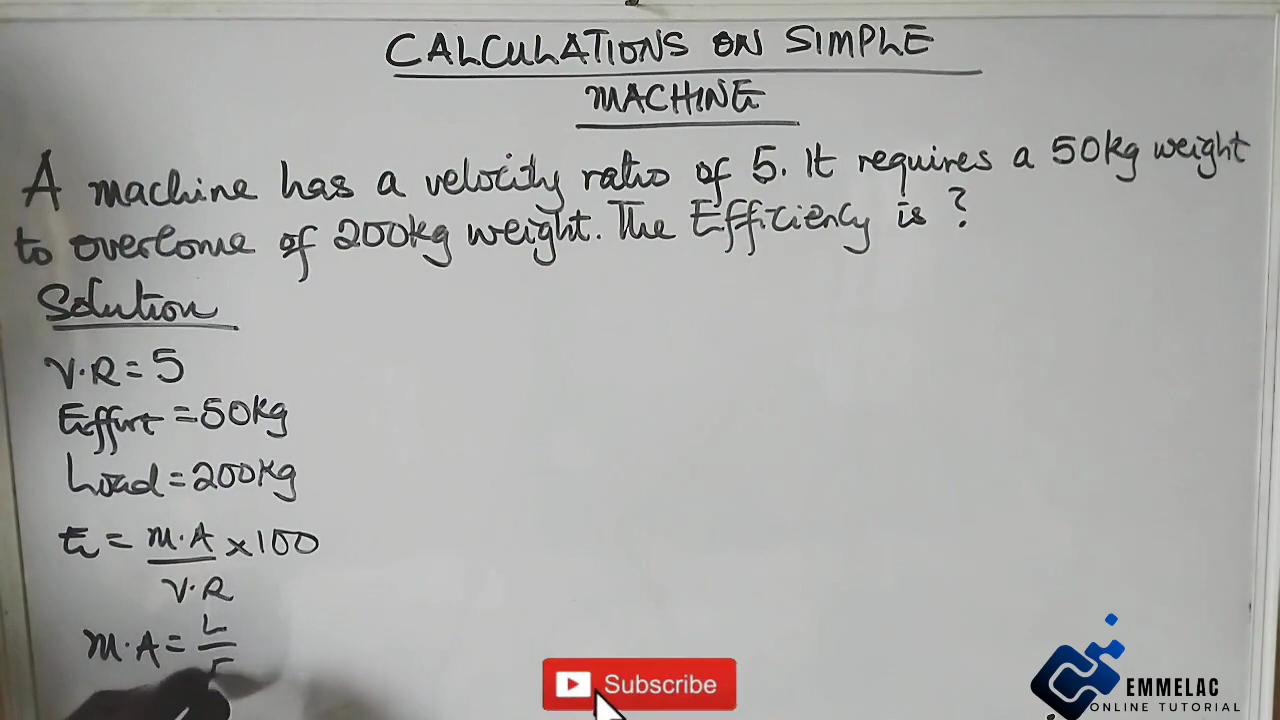 CALCULATIONS ON SIMPLE
MACHINE
A machine has a velocity ratio of 5. It requires a 50kg weight
to overcome of 200kg weight. The Efficiency is ?
Solution
V.R = 5
Effort = 50kg
Load = 200kg
E = M.A × 100
V.R
M.A = L
E
Subscribe
EMMELAC
ONLINE TUTORIAL